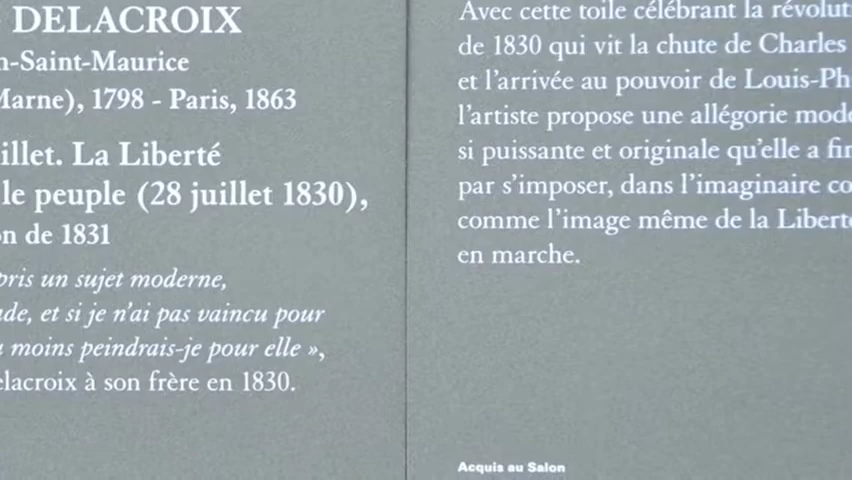 DELACROIX
-Saint-Maurice
Marne), 1798 - Paris, 1863
illet. La Liberté
le peuple (28 juillet 1830),
n de 1831
pris un sujet moderne,
ade, et si je n'ai pas vaincu pour
moins peindrais-je pour elle »,
elacroix à son frère en 1830.
Avec cette toile célébrant la révolut
de 1830 qui vit la chute de Charles
et l'arrivée au pouvoir de Louis-Ph
l'artiste propose une allégorie mode
si puissante et originale qu'elle a fin
par s'imposer, dans l'imaginaire co
comme l'image même de la Liberté
en marche.
Acquis au Salon